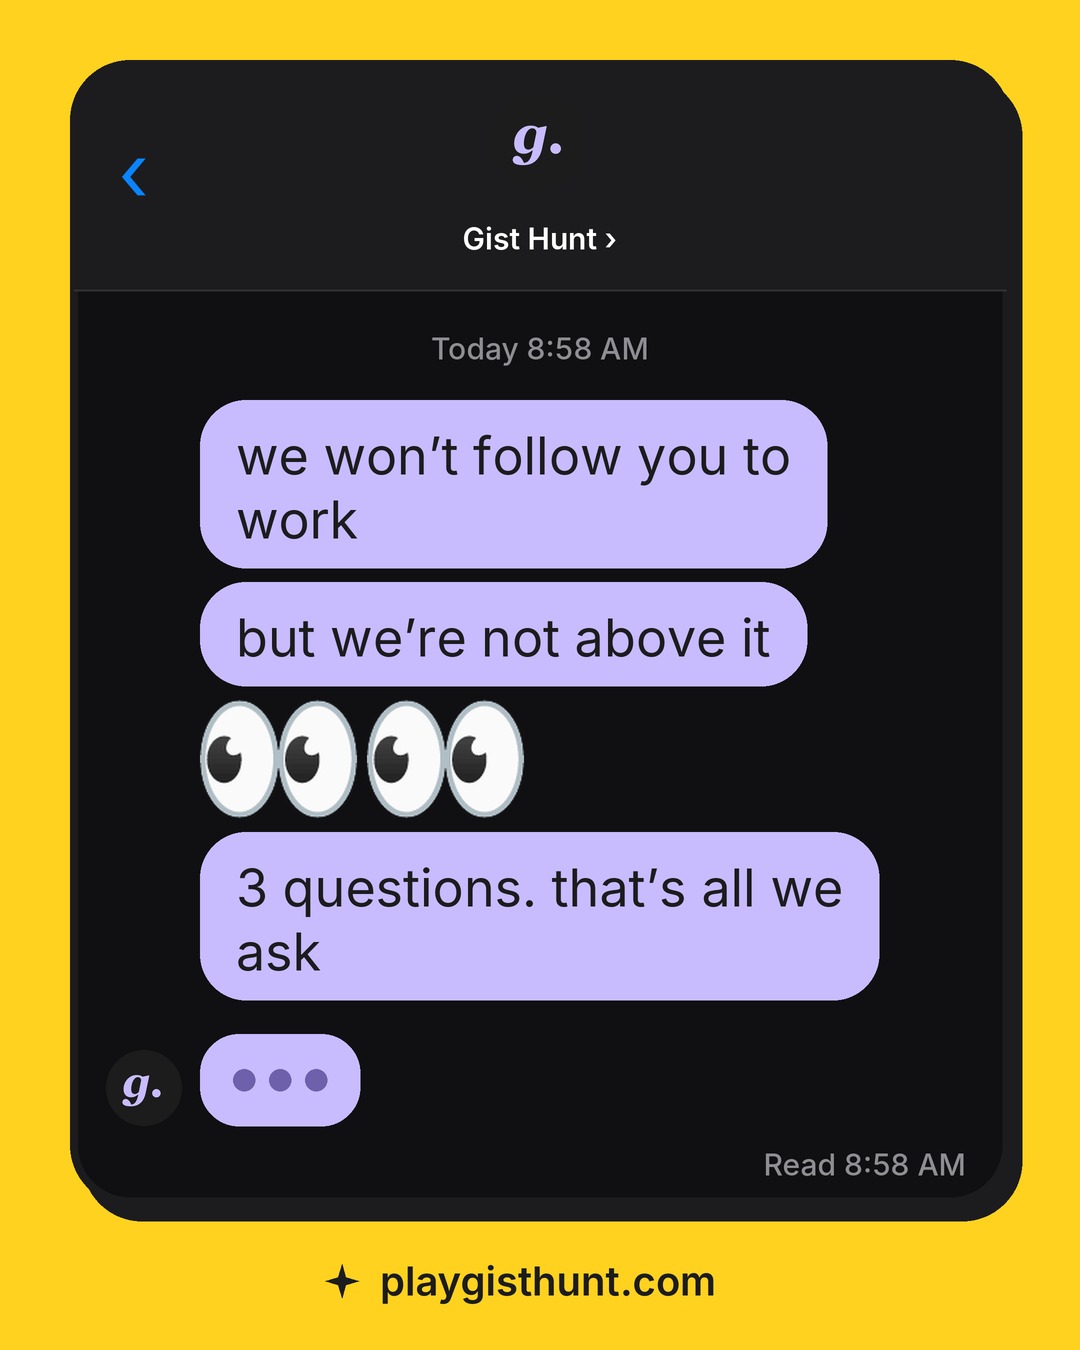 g.
Gist Hunt ›
Today 8:58 AM
we won’t follow you to
work
but we’re not above it
👀👀
3 questions. that’s all we
ask
g.
Read 8:58 AM
playgisthunt.com